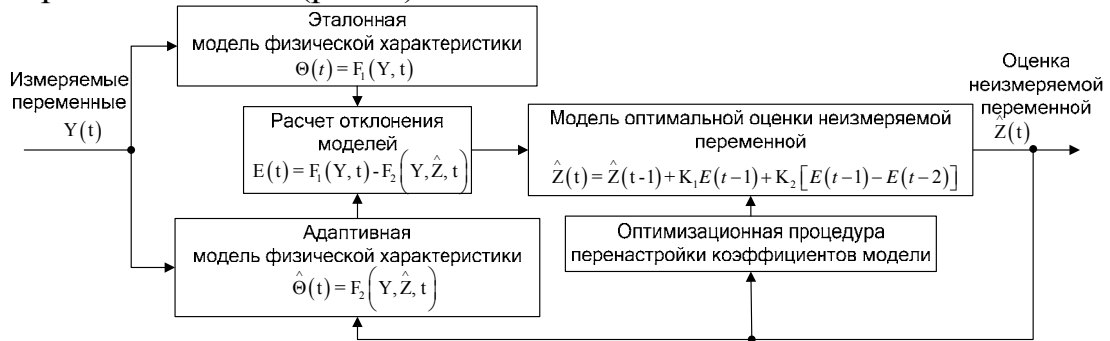 Эталонная
модель физической характеристики
Θ(t) = F₁(Y, t)
Измеряемые
переменные
Y(t)
Расчет отклонения
моделей
E(t) = F₁(Y, t) - F₂(Y, Ẑ, t)
Модель оптимальной оценки неизмеряемой
переменной
Ẑ(t) = Ẑ(t-1) + K₁E(t−1) + K₂[E(t−1) − E(t−2)]
Оценка
неизмеряемой
переменной
Ẑ(t)
Адаптивная
модель физической характеристики
Θ̂(t) = F₂(Y, Ẑ, t)
Оптимизационная процедура
перенастройки коэффициентов модели